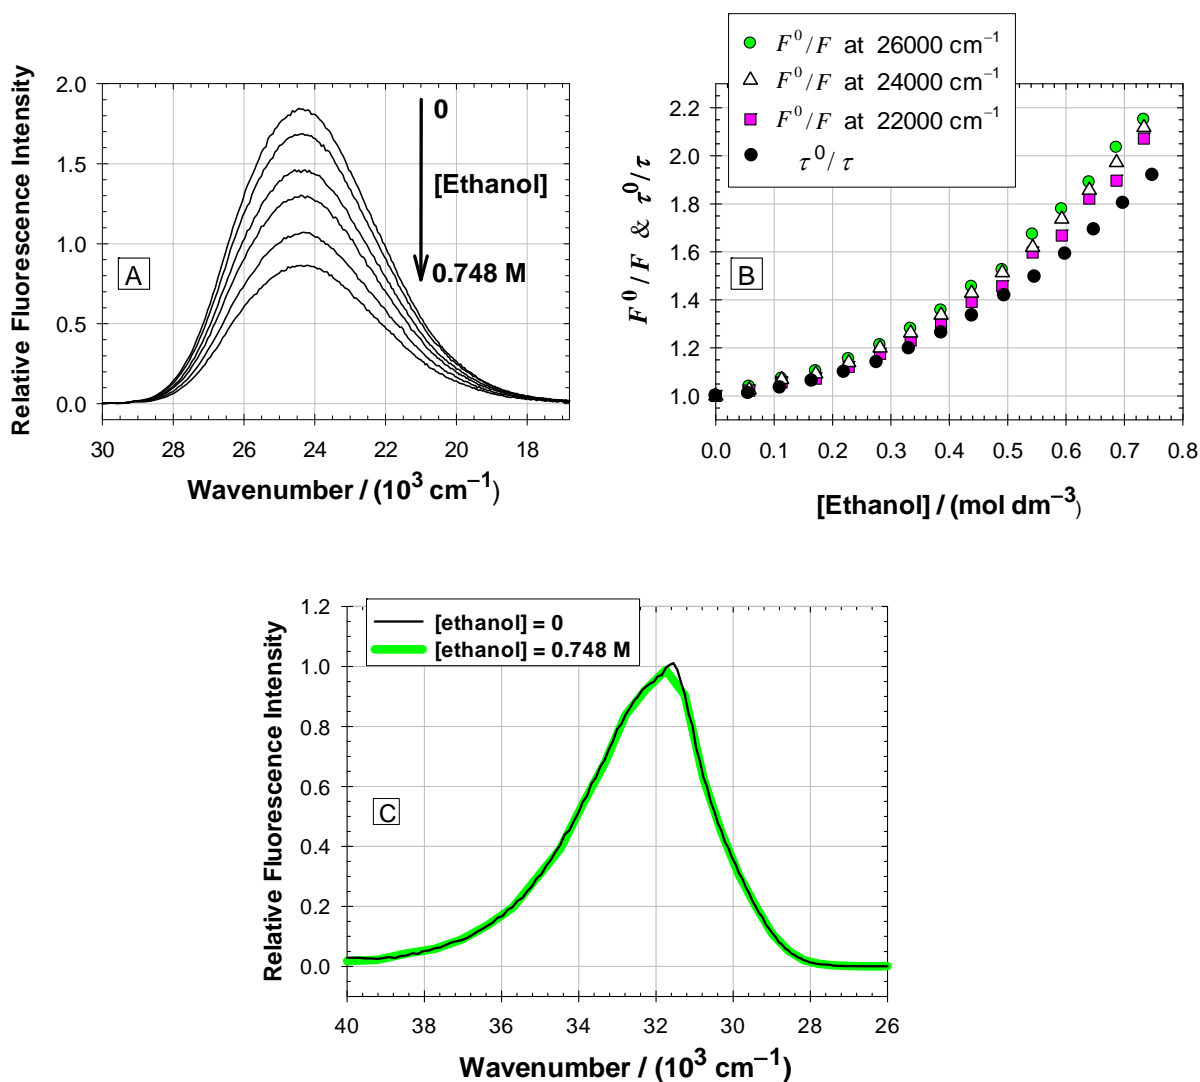 Relative Fluorescence Intensity
2.0
1.5
1.0
0.5
0.0
0
[Ethanol]
0.748 M
A
30 28 26 24 22 20 18
Wavenumber / (10³ cm⁻¹)
F⁰/F at 26000 cm⁻¹
F⁰/F at 24000 cm⁻¹
F⁰/F at 22000 cm⁻¹
τ⁰/τ
F⁰/F & τ⁰/τ
2.2
2.0
1.8
1.6
1.4
1.2
1.0
B
0.0 0.1 0.2 0.3 0.4 0.5 0.6 0.7 0.8
[Ethanol] / (mol dm⁻³)
Relative Fluorescence Intensity
1.2
1.0
0.8
0.6
0.4
0.2
0.0
[ethanol] = 0
[ethanol] = 0.748 M
C
40 38 36 34 32 30 28 26
Wavenumber / (10³ cm⁻¹)